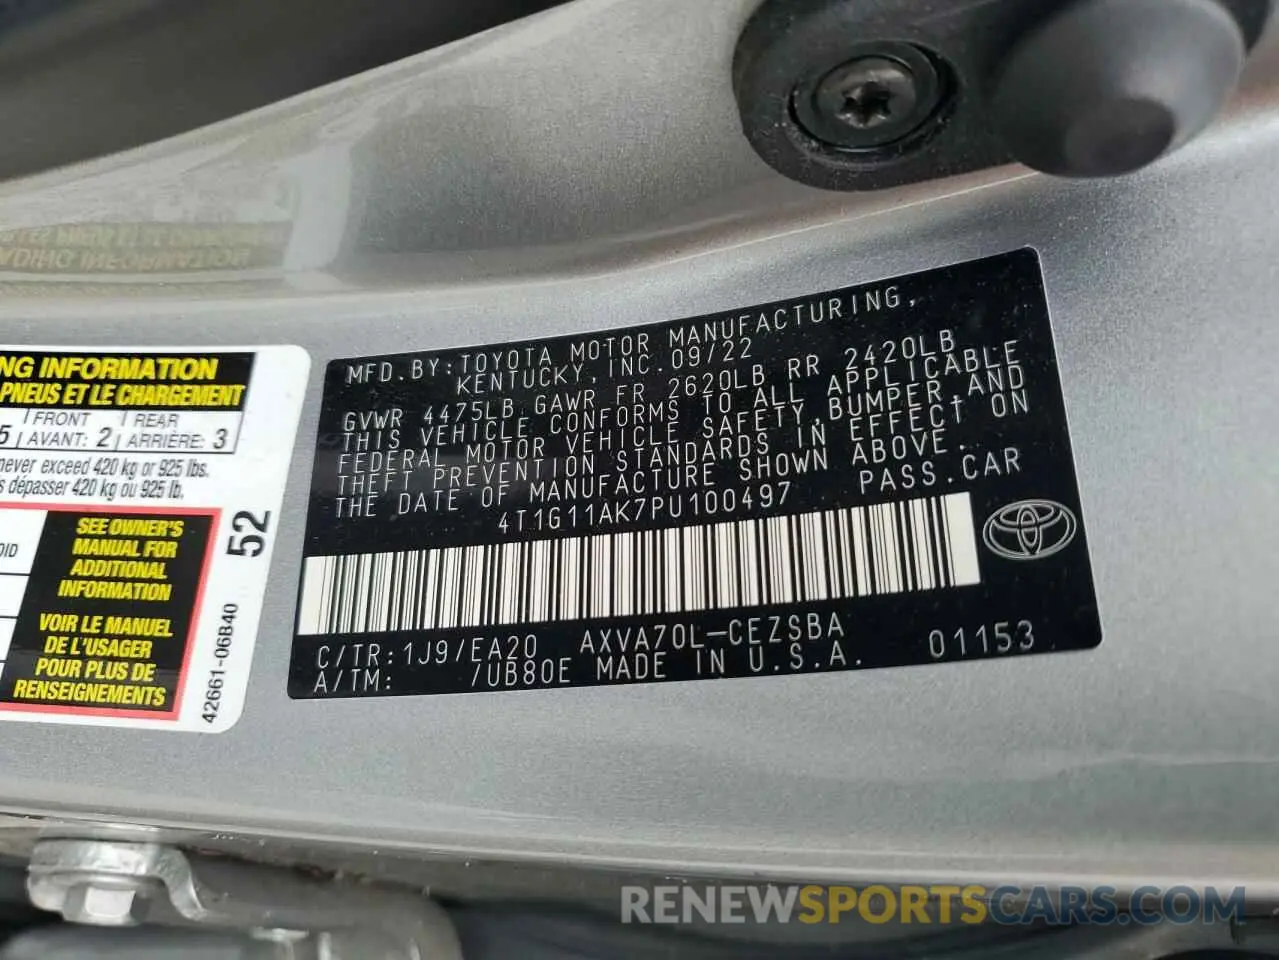 NG INFORMATION
PNEUS ET LE CHARGEMENT
FRONT REAR
5 AVANT: 2 ARRIÈRE: 3
never exceed 420 kg or 925 lbs.
s dépasser 420 kg ou 925 lb.
SEE OWNER'S
MANUAL FOR
ADDITIONAL
INFORMATION
VOIR LE MANUEL
DE L'USAGER
POUR PLUS DE
RENSEIGNEMENTS
52
42661-06B40
MFD.BY:TOYOTA MOTOR MANUFACTURING,
KENTUCKY, INC.09/22
GVWR 4475LB GAWR FR 2620LB RR 2420LB
THIS VEHICLE CONFORMS TO ALL APPLICABLE
FEDERAL MOTOR VEHICLE SAFETY,BUMPER,AND
THEFT PREVENTION STANDARDS IN EFFECT ON
THE DATE OF MANUFACTURE SHOWN ABOVE.
4T1G11AK7PU100497 PASS.CAR
C/TR:1J9/EA20 AXVA70L-CEZSBA
A/TM: /UB80E MADE IN U.S.A. 01153
RENEWSPORTSCARS.COM